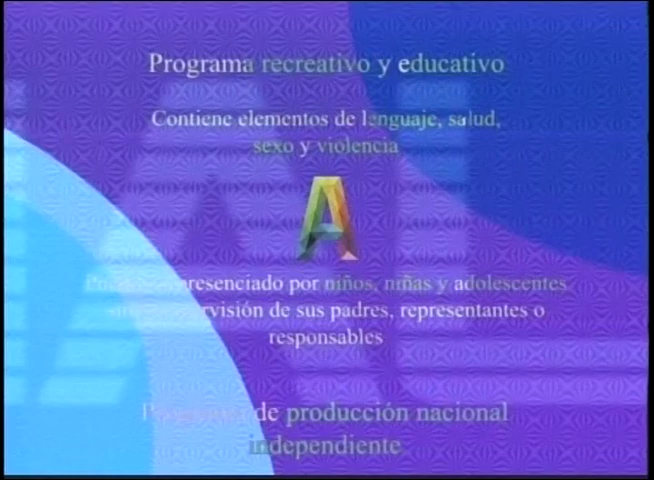 Programa recreativo y educativo
Contiene elementos de lenguaje, salud,
sexo y violencia
A
presenciado por niños, niñas y adolescentes
de sus padres, representantes o
responsables
de producción nacional
independiente